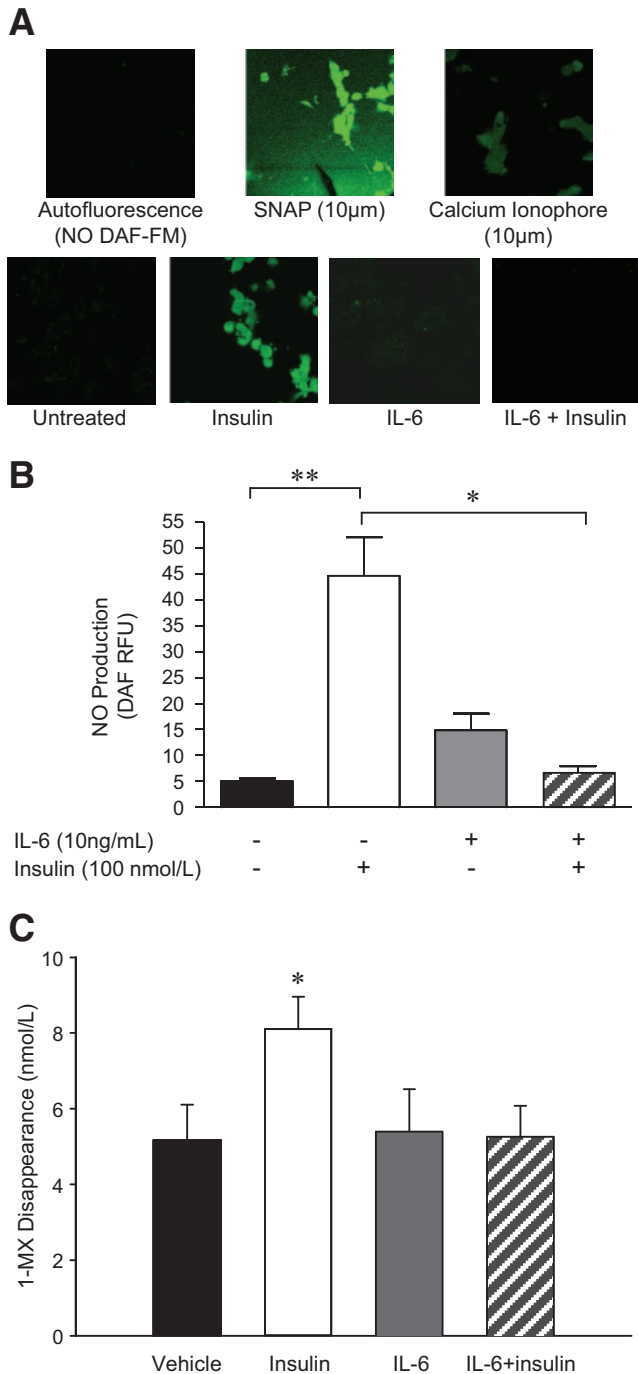 A
Autofluorescence
(NO DAF-FM)
SNAP (10µm)
Calcium Ionophore
(10µm)
Untreated
Insulin
IL-6
IL-6 + Insulin
B
** 
*
NO Production
(DAF RFU)
55
50
45
40
35
30
25
20
15
10
5
0
IL-6 (10ng/mL) - - + +
Insulin (100 nmol/L) - + - +
C
1-MX Disappearance (nmol/L)
10
8
6
4
2
0
*
Vehicle
Insulin
IL-6
IL-6+insulin